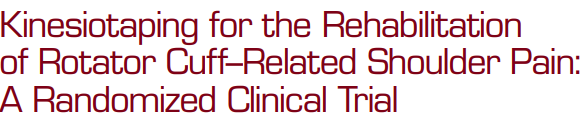 Kinesiotaping for the Rehabilitation
of Rotator Cuff–Related Shoulder Pain:
A Randomized Clinical Trial